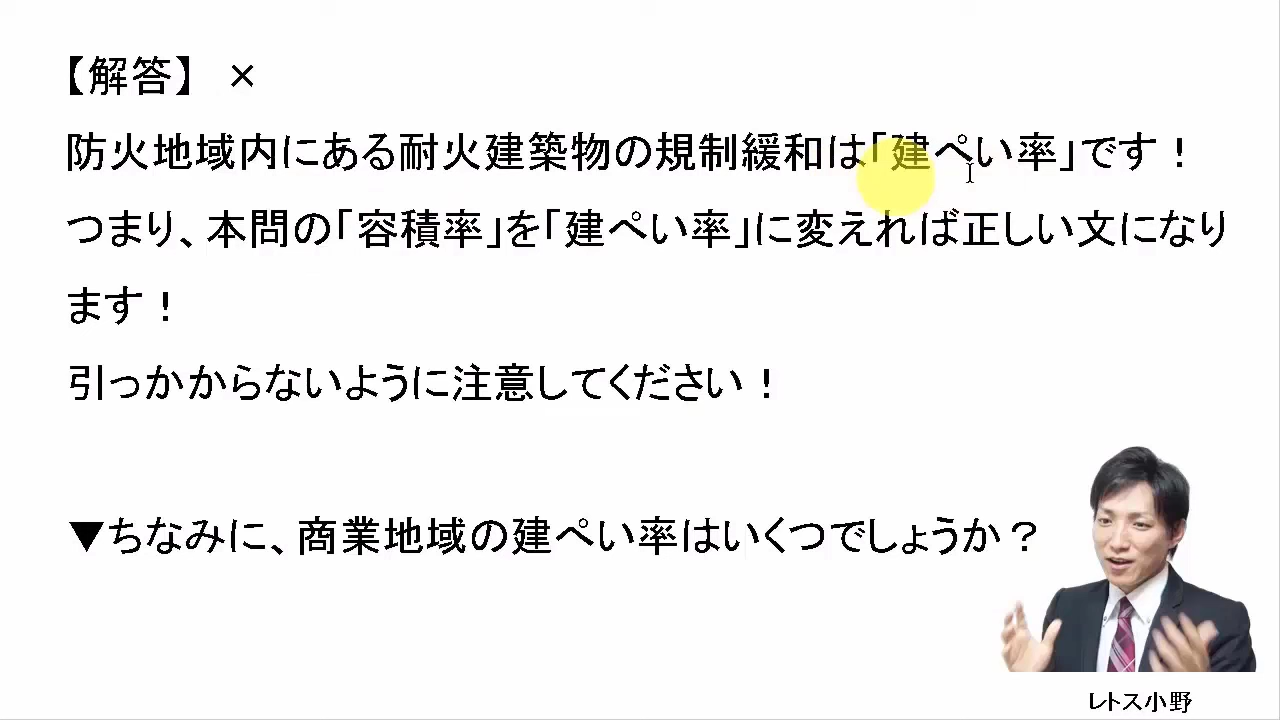 【解答】　×
防火地域内にある耐火建築物の規制緩和は「建ぺい率」です！
つまり、本問の「容積率」を「建ぺい率」に変えれば正しい文になり
ます！
引っかからないように注意してください！
▼ちなみに、商業地域の建ぺい率はいくつでしょうか？
レトス小野